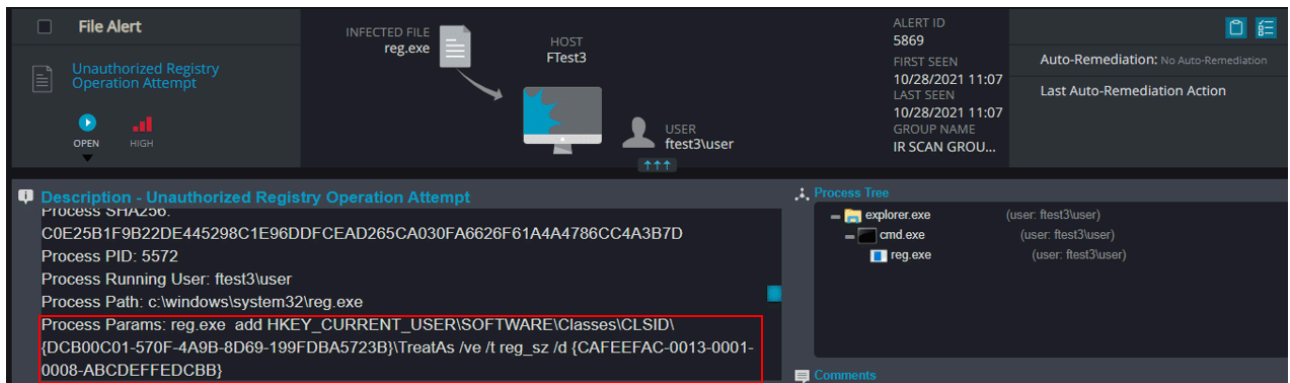 File Alert
Unauthorized Registry
Operation Attempt
OPEN
HIGH
INFECTED FILE
reg.exe
HOST
FTest3
USER
ftest3\user
ALERT ID
5869
FIRST SEEN
10/28/2021 11:07
LAST SEEN
10/28/2021 11:07
GROUP NAME
IR SCAN GROU...
Auto-Remediation: No Auto-Remediation
Last Auto-Remediation Action
Description - Unauthorized Registry Operation Attempt
Process SHA256:
C0E25B1F9B22DE445298C1E96DDFCEAD265CA030FA6626F61A4A4786CC4A3B7D
Process PID: 5572
Process Running User: ftest3\user
Process Path: c:\windows\system32\reg.exe
Process Params: reg.exe add HKEY_CURRENT_USER\SOFTWARE\Classes\CLSID\
{DCB00C01-570F-4A9B-8D69-199FDBA5723B}\TreatAs /ve /t reg_sz /d {CAFEEFAC-0013-0001-
0008-ABCDEFFEDCBB}
Process Tree
explorer.exe (user: ftest3\user)
cmd.exe (user: ftest3\user)
reg.exe (user: ftest3\user)
Comments